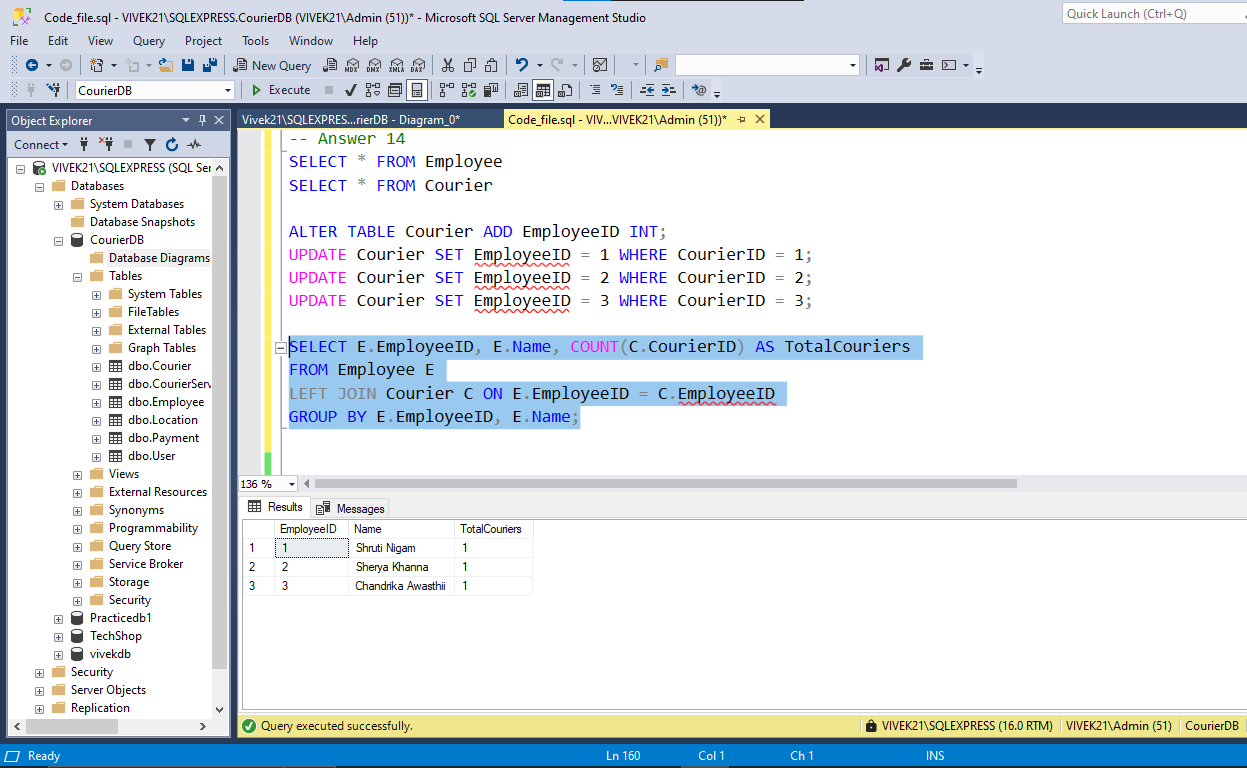 Code_file.sql - VIVEK21\SQLEXPRESS.CourierDB (VIVEK21\Admin (51))* - Microsoft SQL Server Management Studio
Quick Launch (Ctrl+Q)
File Edit View Query Project Tools Window Help
New Query MDX DMX XMLA DAX
CourierDB Execute
Object Explorer
Vivek21\SQLEXPRES...rierDB - Diagram_0*
Code_file.sql - VIV...VIVEK21\Admin (51))*
Connect
VIVEK21\SQLEXPRESS (SQL Ser
Databases
System Databases
Database Snapshots
CourierDB
Database Diagrams
Tables
System Tables
FileTables
External Tables
Graph Tables
dbo.Courier
dbo.CourierServ
dbo.Employee
dbo.Location
dbo.Payment
dbo.User
Views
External Resources
Synonyms
Programmability
Query Store
Service Broker
Storage
Security
Practicedb1
TechShop
vivekdb
Security
Server Objects
Replication
-- Answer 14
SELECT * FROM Employee
SELECT * FROM Courier
ALTER TABLE Courier ADD EmployeeID INT;
UPDATE Courier SET EmployeeID = 1 WHERE CourierID = 1;
UPDATE Courier SET EmployeeID = 2 WHERE CourierID = 2;
UPDATE Courier SET EmployeeID = 3 WHERE CourierID = 3;
SELECT E.EmployeeID, E.Name, COUNT(C.CourierID) AS TotalCouriers
FROM Employee E
LEFT JOIN Courier C ON E.EmployeeID = C.EmployeeID
GROUP BY E.EmployeeID, E.Name;
136 %
Results Messages
EmployeeID Name TotalCouriers
1 1 Shruti Nigam 1
2 2 Sherya Khanna 1
3 3 Chandrika Awasthii 1
Query executed successfully.
VIVEK21\SQLEXPRESS (16.0 RTM) VIVEK21\Admin (51) CourierDB
Ready Ln 160 Col 1 Ch 1 INS